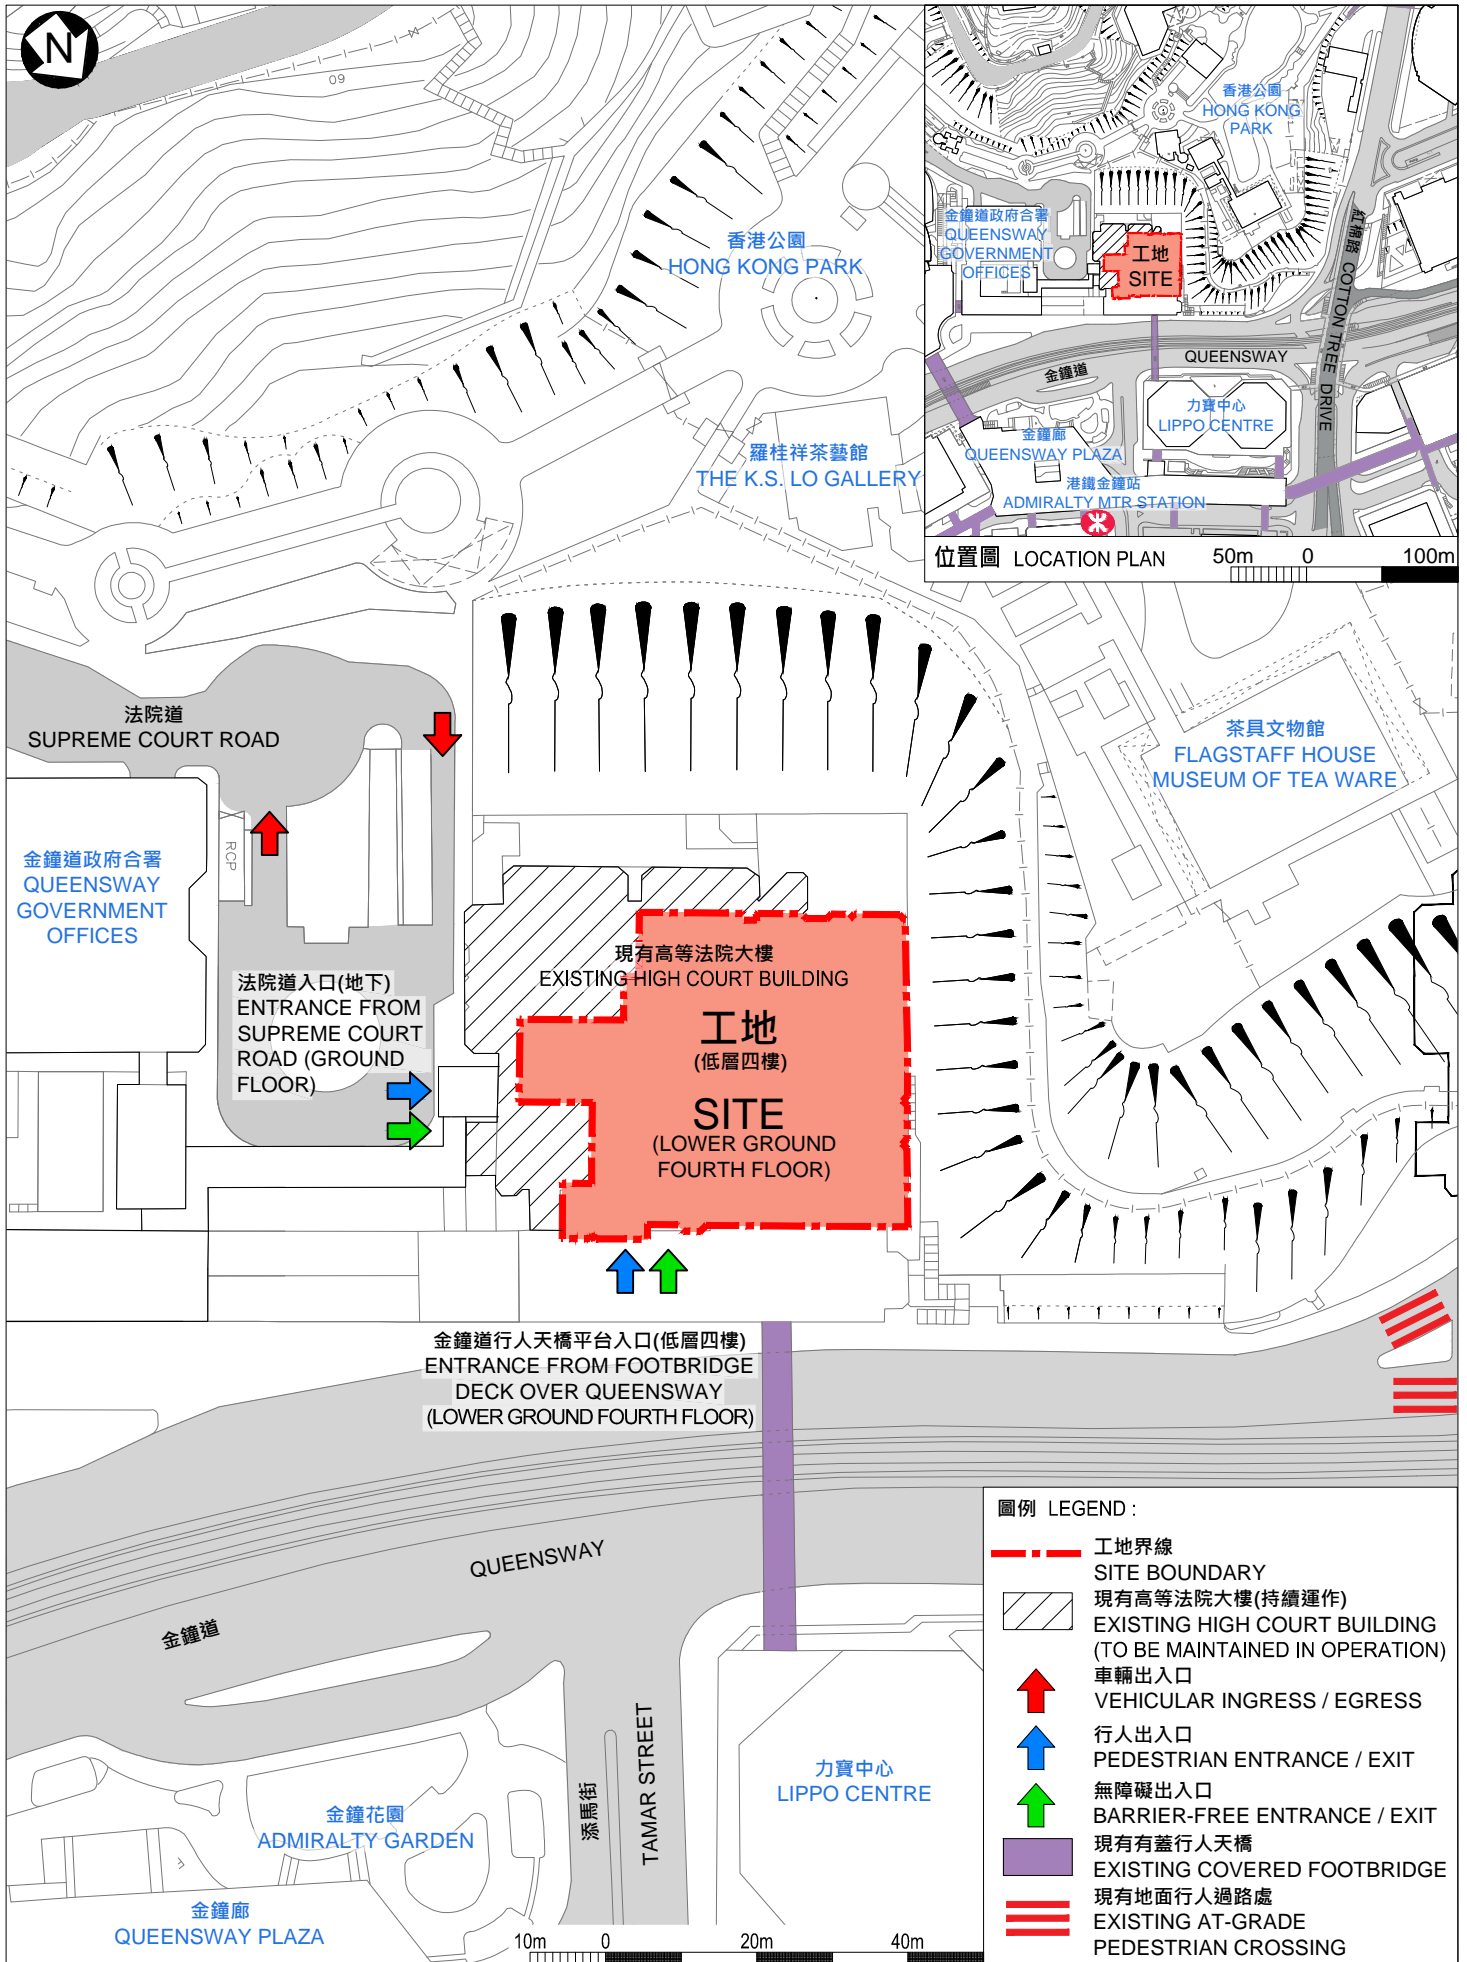 N
60
香港公園
HONG KONG PARK
羅桂祥茶藝館
THE K.S. LO GALLERY
香港公園
HONG KONG
PARK
金鐘道政府合署
QUEENSWAY
GOVERNMENT
OFFICES
工地
SITE
紅棉路 COTTON TREE DRIVE
QUEENSWAY
金鐘道
力寶中心
LIPPO CENTRE
金鐘廊
QUEENSWAY PLAZA
港鐵金鐘站
ADMIRALTY MTR STATION
位置圖 LOCATION PLAN
50m 0 100m
法院道
SUPREME COURT ROAD
茶具文物館
FLAGSTAFF HOUSE
MUSEUM OF TEA WARE
RCP
金鐘道政府合署
QUEENSWAY
GOVERNMENT
OFFICES
現有高等法院大樓
EXISTING HIGH COURT BUILDING
法院道入口(地下)
ENTRANCE FROM
SUPREME COURT
ROAD (GROUND
FLOOR)
工地
(低層四樓)
SITE
(LOWER GROUND
FOURTH FLOOR)
金鐘道行人天橋平台入口(低層四樓)
ENTRANCE FROM FOOTBRIDGE
DECK OVER QUEENSWAY
(LOWER GROUND FOURTH FLOOR)
QUEENSWAY
金鐘道
添馬街
TAMAR STREET
力寶中心
LIPPO CENTRE
金鐘花園
ADMIRALTY GARDEN
金鐘廊
QUEENSWAY PLAZA
10m 0 20m 40m
圖例 LEGEND :
工地界線
SITE BOUNDARY
現有高等法院大樓(持續運作)
EXISTING HIGH COURT BUILDING
(TO BE MAINTAINED IN OPERATION)
車輛出入口
VEHICULAR INGRESS / EGRESS
行人出入口
PEDESTRIAN ENTRANCE / EXIT
無障礙出入口
BARRIER-FREE ENTRANCE / EXIT
現有有蓋行人天橋
EXISTING COVERED FOOTBRIDGE
現有地面行人過路處
EXISTING AT-GRADE
PEDESTRIAN CROSSING